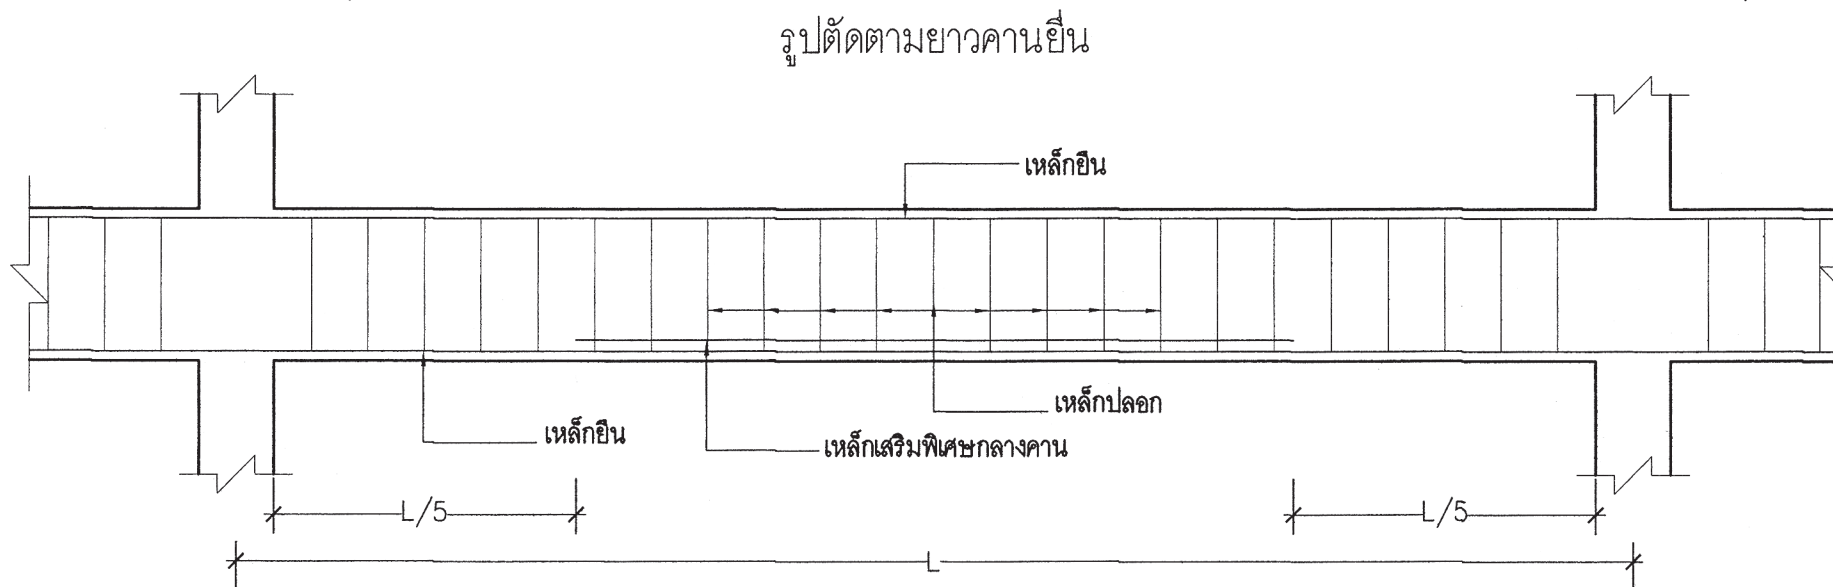 รูปตัดตามยาวคานยื่น
เหล็กยืน
เหล็กปลอก
เหล็กยืน
เหล็กเสริมพิเศษกลางคาน
L/5
L/5
L